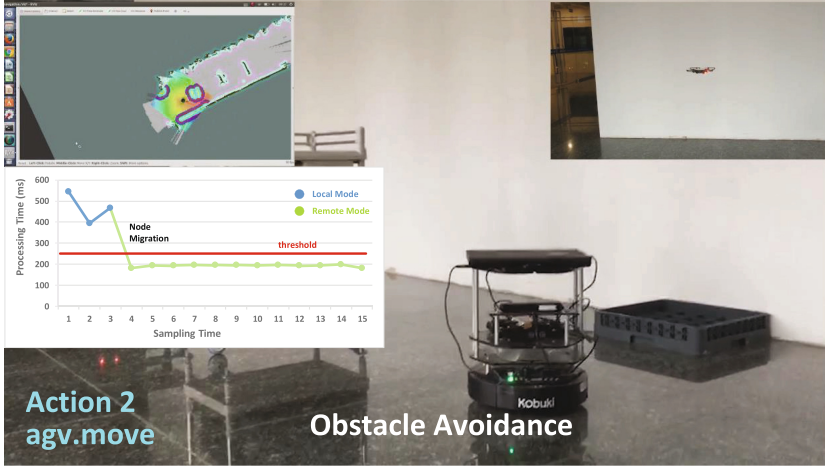 Processing Time (ms)
600
500
400
300
200
100
0
Local Mode
Remote Mode
Node
Migration
threshold
1 2 3 4 5 6 7 8 9 10 11 12 13 14 15
Sampling Time
Kobuki
Action 2
agv.move
Obstacle Avoidance